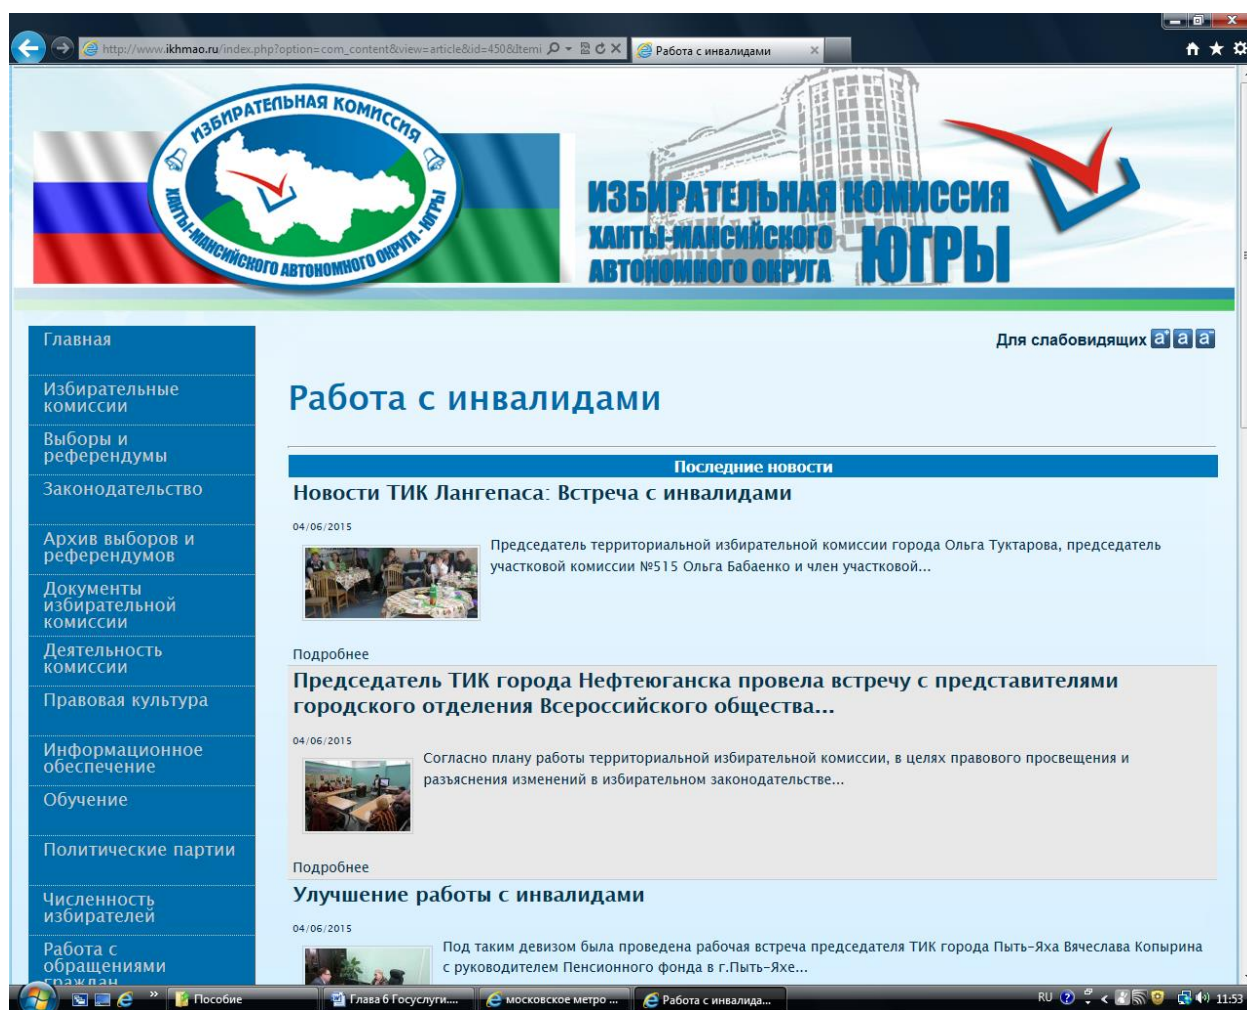 http://www.ikhmao.ru/index.php?option=com_content&view=article&id=450&Itemi
Работа с инвалидами
ИЗБИРАТЕЛЬНАЯ КОМИССИЯ
ХАНТЫ-МАНСИЙСКОГО АВТОНОМНОГО ОКРУГА - ЮГРЫ
ИЗБИРАТЕЛЬНАЯ КОМИССИЯ
ХАНТЫ-МАНСИЙСКОГО
АВТОНОМНОГО ОКРУГА ЮГРЫ
Для слабовидящих a+ a a-
Главная
Избирательные
комиссии
Выборы и
референдумы
Законодательство
Архив выборов и
референдумов
Документы
избирательной
комиссии
Деятельность
комиссии
Правовая культура
Информационное
обеспечение
Обучение
Политические партии
Численность
избирателей
Работа с
обращениями
граждан
Работа с инвалидами
Последние новости
Новости ТИК Лангепаса: Встреча с инвалидами
04/06/2015
Председатель территориальной избирательной комиссии города Ольга Туктарова, председатель
участковой комиссии №515 Ольга Бабаенко и член участковой...
Подробнее
Председатель ТИК города Нефтеюганска провела встречу с представителями
городского отделения Всероссийского общества...
04/06/2015
Согласно плану работы территориальной избирательной комиссии, в целях правового просвещения и
разъяснения изменений в избирательном законодательстве...
Подробнее
Улучшение работы с инвалидами
04/06/2015
Под таким девизом была проведена рабочая встреча председателя ТИК города Пыть-Яха Вячеслава Копырина
с руководителем Пенсионного фонда в г.Пыть-Яхе...
» Пособие
Глава 6 Госуслуги....
московское метро ...
Работа с инвалида...
RU
11:53